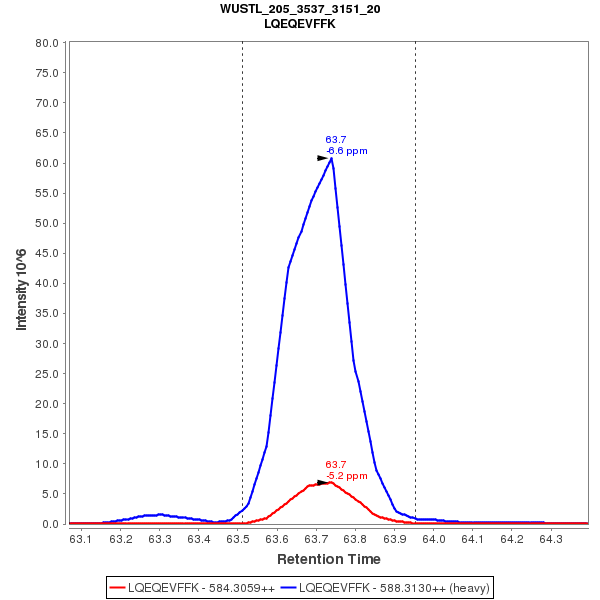 WUSTL_205_3537_3151_20
LQEQEVFFK
80.0
75.0
70.0
65.0
60.0
55.0
50.0
45.0
40.0
35.0
30.0
25.0
20.0
15.0
10.0
5.0
0.0
Intensity 10^6
63.7
-6.6 ppm
63.7
-5.2 ppm
63.1 63.2 63.3 63.4 63.5 63.6 63.7 63.8 63.9 64.0 64.1 64.2 64.3
Retention Time
LQEQEVFFK - 584.3059++ LQEQEVFFK - 588.3130++ (heavy)